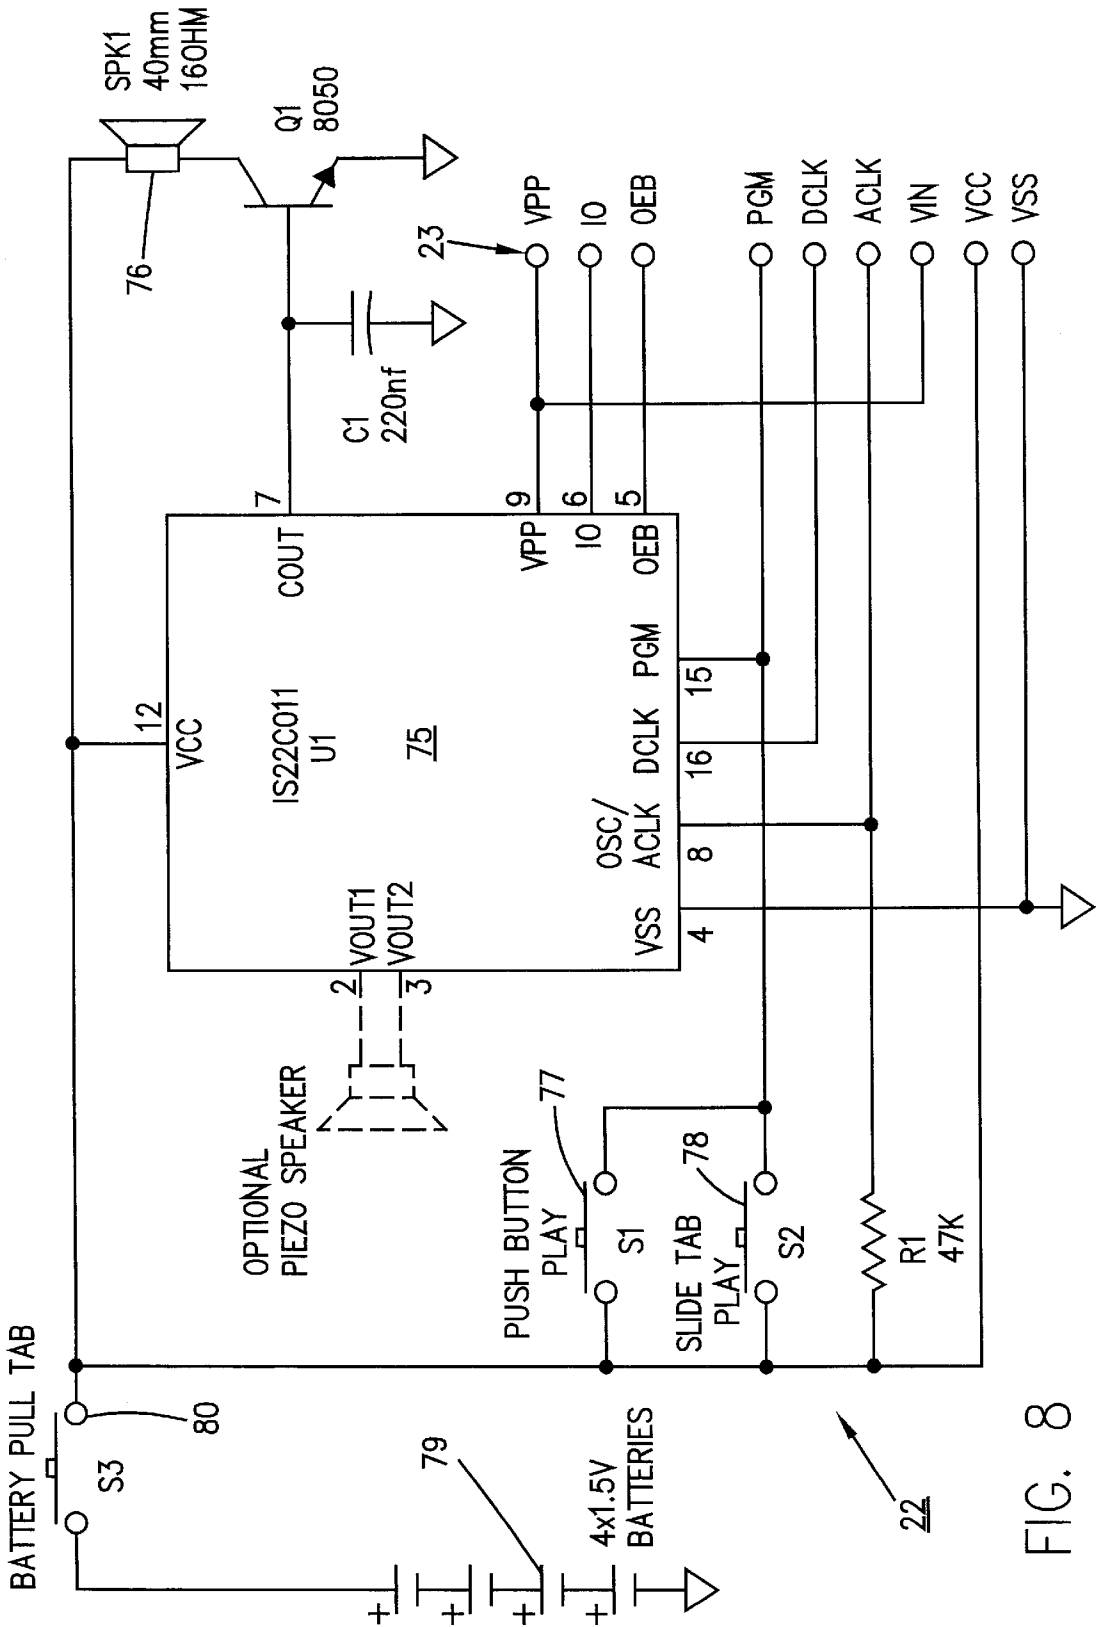 BATTERY PULL TAB
S3
80
+
+
+
+
79
4x1.5V
BATTERIES
OPTIONAL
PIEZO SPEAKER
PUSH BUTTON
PLAY
77
S1
SLIDE TAB
PLAY
78
S2
R1
47K
22
2
VOUT1
VOUT2
3
12
VCC
IS22C011
U1
75
COUT
7
VPP
9
IO
6
OEB
5
PGM
15
DCLK
16
OSC/
ACLK
8
VSS
4
C1
220nf
SPK1
40mm
16OHM
76
Q1
8050
23
VPP
IO
OEB
PGM
DCLK
ACLK
VIN
VCC
VSS
FIG. 8